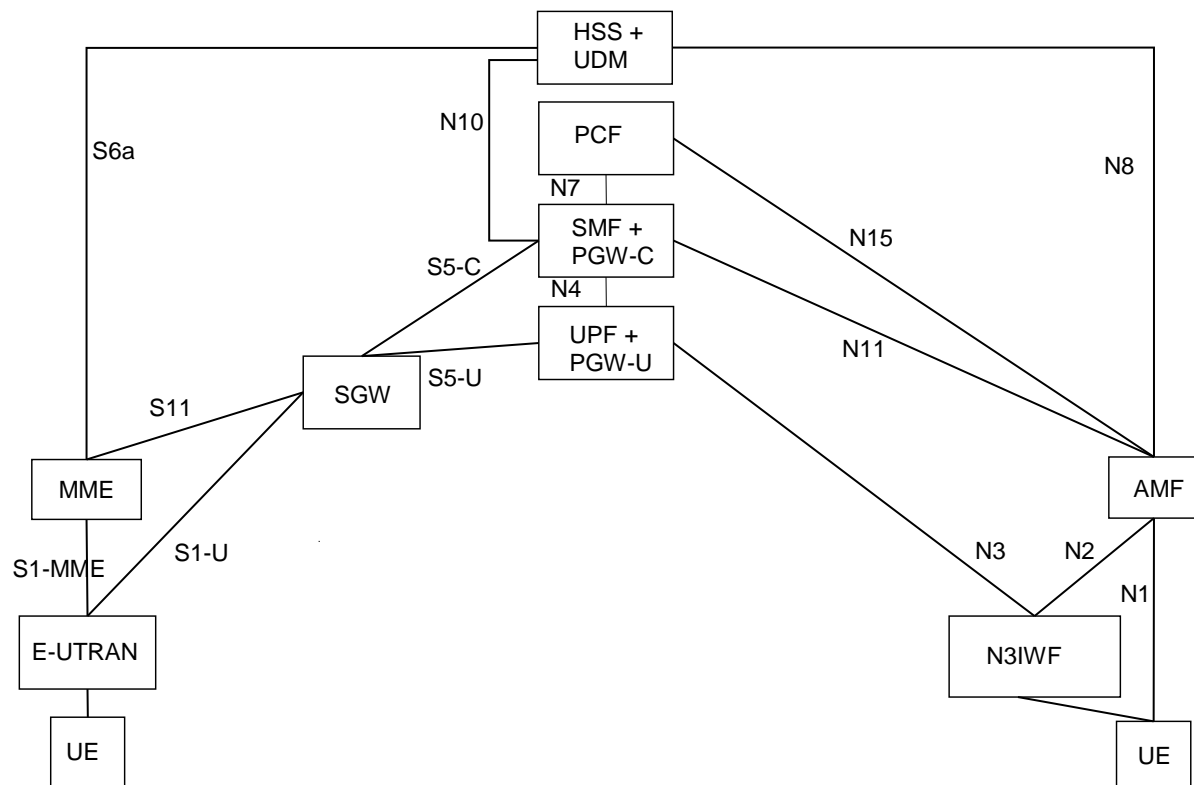 HSS +
UDM
N10
PCF
S6a
N8
N7
SMF +
PGW-C
N15
S5-C
N4
UPF +
PGW-U
N11
S5-U
SGW
S11
MME
AMF
S1-U
N3
N2
S1-MME
N1
E-UTRAN
N3IWF
UE
UE